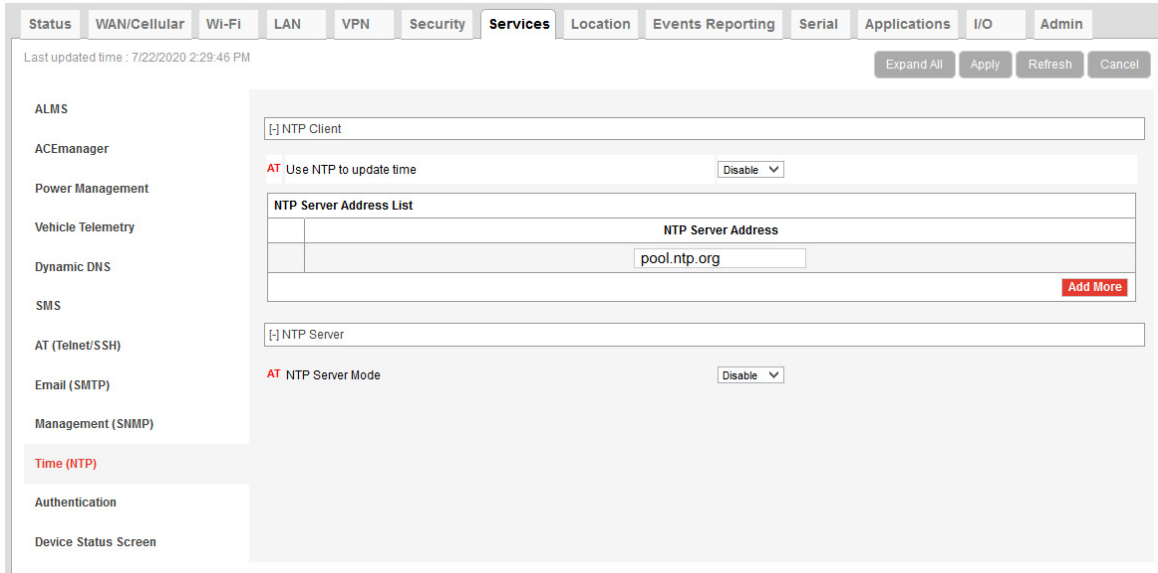 Status WAN/Cellular Wi-Fi LAN VPN Security Services Location Events Reporting Serial Applications I/O Admin
Last updated time : 7/22/2020 2:29:46 PM
Expand All Apply Refresh Cancel
ALMS
ACEmanager
Power Management
Vehicle Telemetry
Dynamic DNS
SMS
AT (Telnet/SSH)
Email (SMTP)
Management (SNMP)
Time (NTP)
Authentication
Device Status Screen
[-] NTP Client
AT Use NTP to update time Disable
NTP Server Address List
NTP Server Address
pool.ntp.org
Add More
[-] NTP Server
AT NTP Server Mode Disable